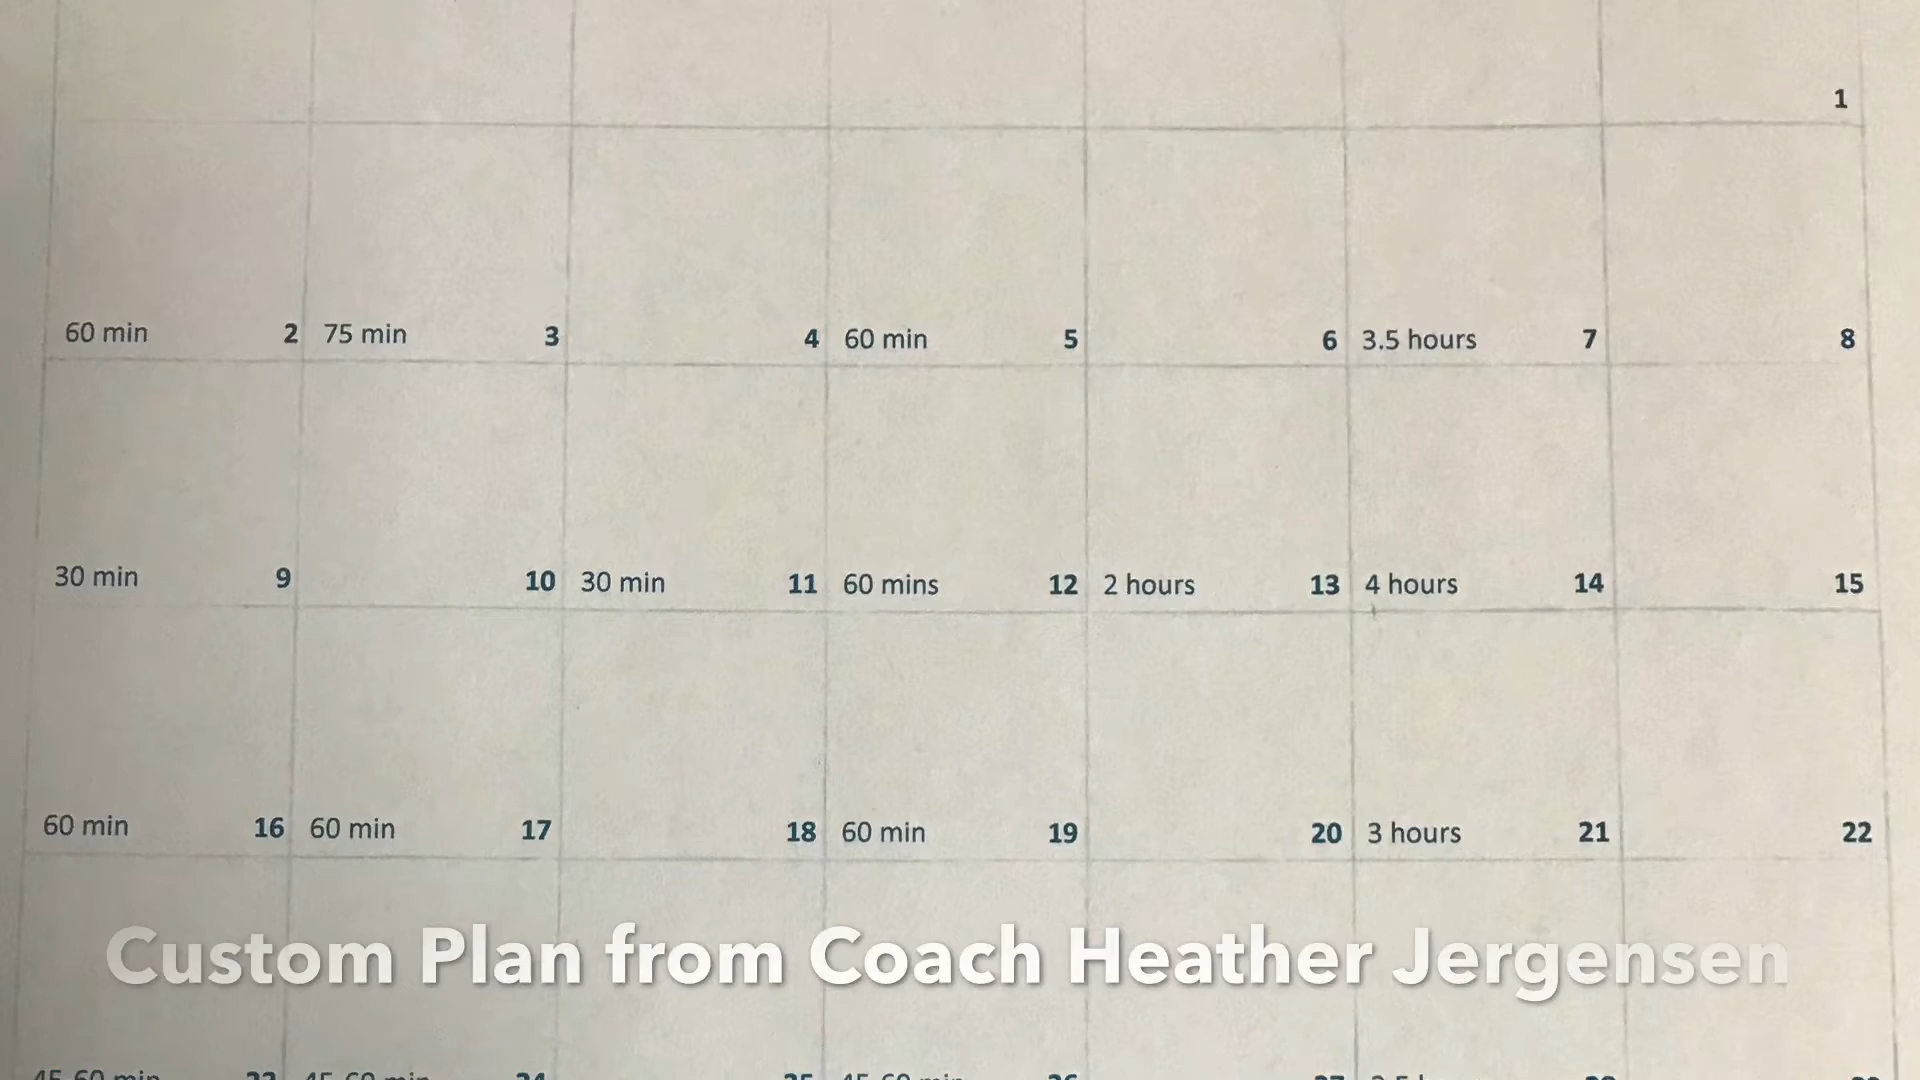 1
60 min 2 75 min 3 4 60 min 5 6 3.5 hours 7 8
30 min 9 10 30 min 11 60 mins 12 2 hours 13 4 hours 14 15
60 min 16 60 min 17 18 60 min 19 20 3 hours 21 22
Custom Plan from Coach Heather Jergensen